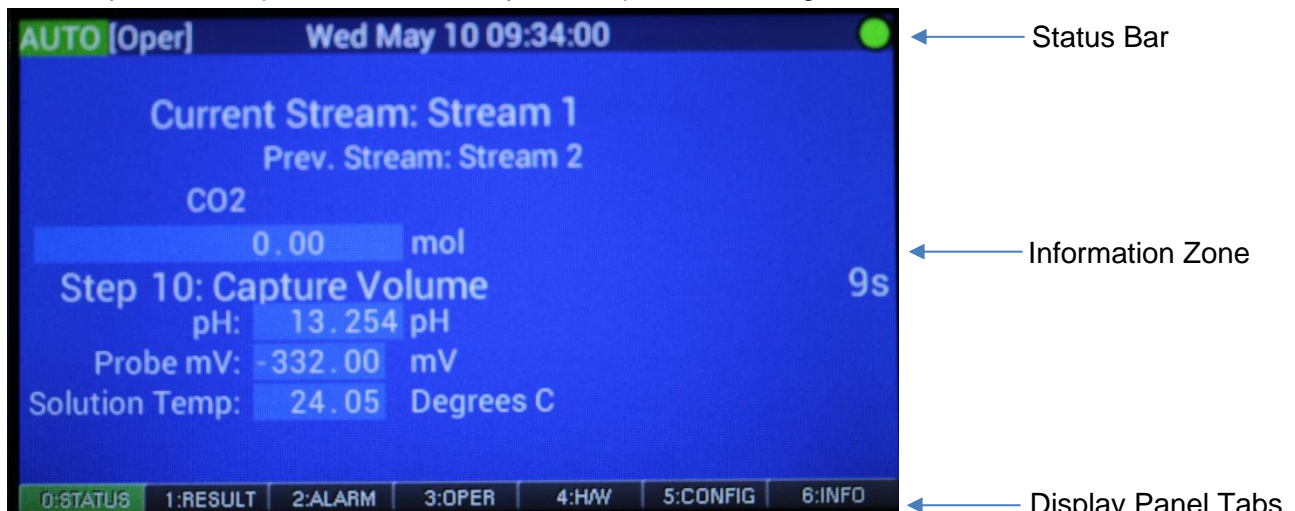 AUTO [Oper] Wed May 10 09:34:00
Status Bar
Current Stream: Stream 1
Prev. Stream: Stream 2
CO2
0.00 mol
Information Zone
Step 10: Capture Volume 9s
pH: 13.254 pH
Probe mV: -332.00 mV
Solution Temp: 24.05 Degrees C
0:STATUS 1:RESULT 2:ALARM 3:OPER 4:H/W 5:CONFIG 6:INFO
Display Panel Tabs